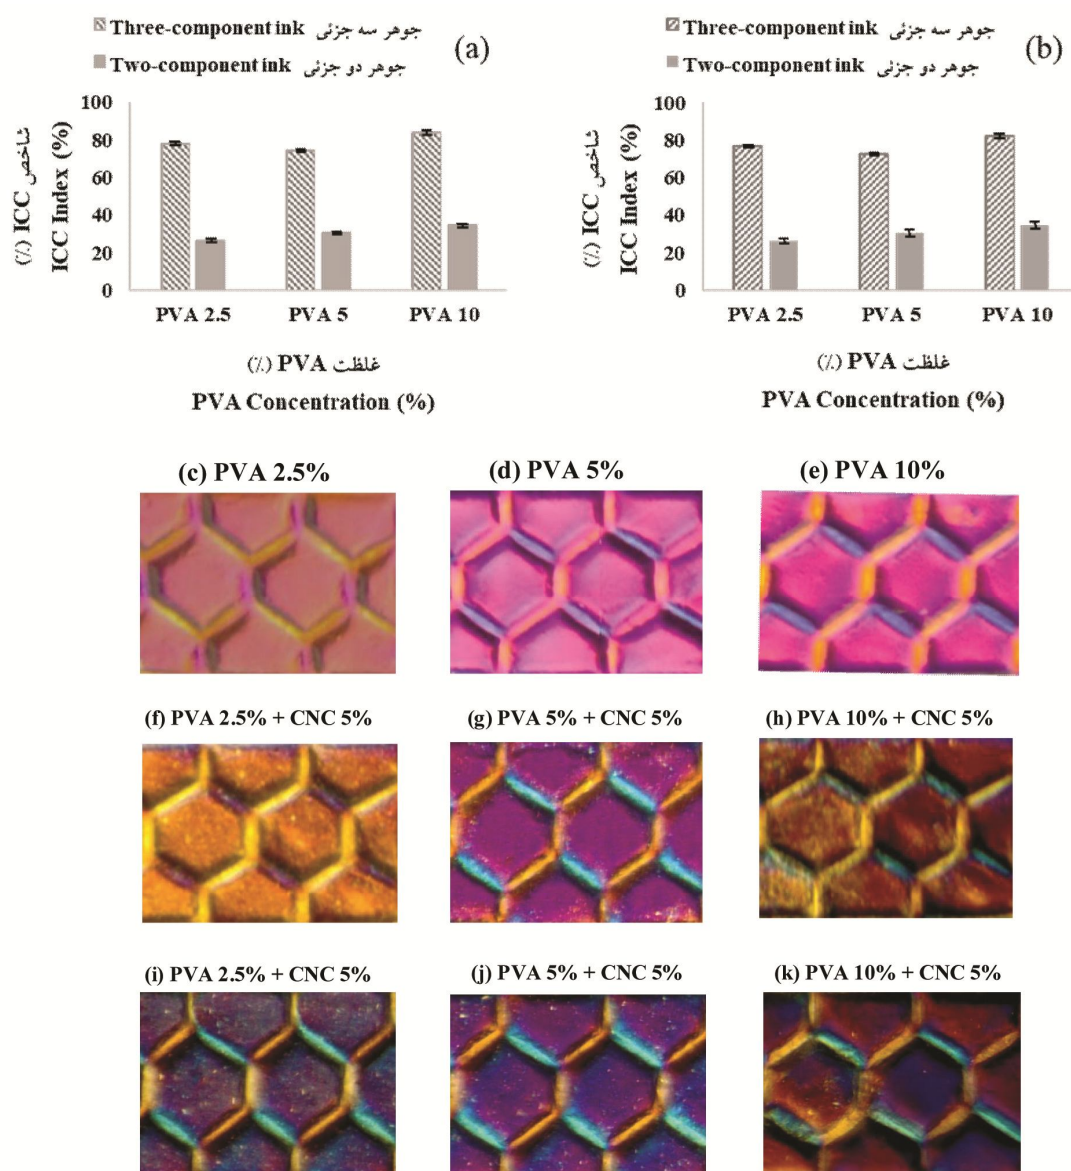 Three-component ink جوهر سه جزئی
Two-component ink جوهر دو جزئی
(a)
شاخص ICC (٪)
ICC Index (%)
100
80
60
40
20
0
PVA 2.5 PVA 5 PVA 10
غلظت PVA (٪)
PVA Concentration (%)
Three-component ink جوهر سه جزئی
Two-component ink جوهر دو جزئی
(b)
شاخص ICC (٪)
ICC Index (%)
100
80
60
40
20
0
PVA 2.5 PVA 5 PVA 10
غلظت PVA (٪)
PVA Concentration (%)
(c) PVA 2.5% (d) PVA 5% (e) PVA 10%
(f) PVA 2.5% + CNC 5% (g) PVA 5% + CNC 5% (h) PVA 10% + CNC 5%
(i) PVA 2.5% + CNC 5% (j) PVA 5% + CNC 5% (k) PVA 10% + CNC 5%